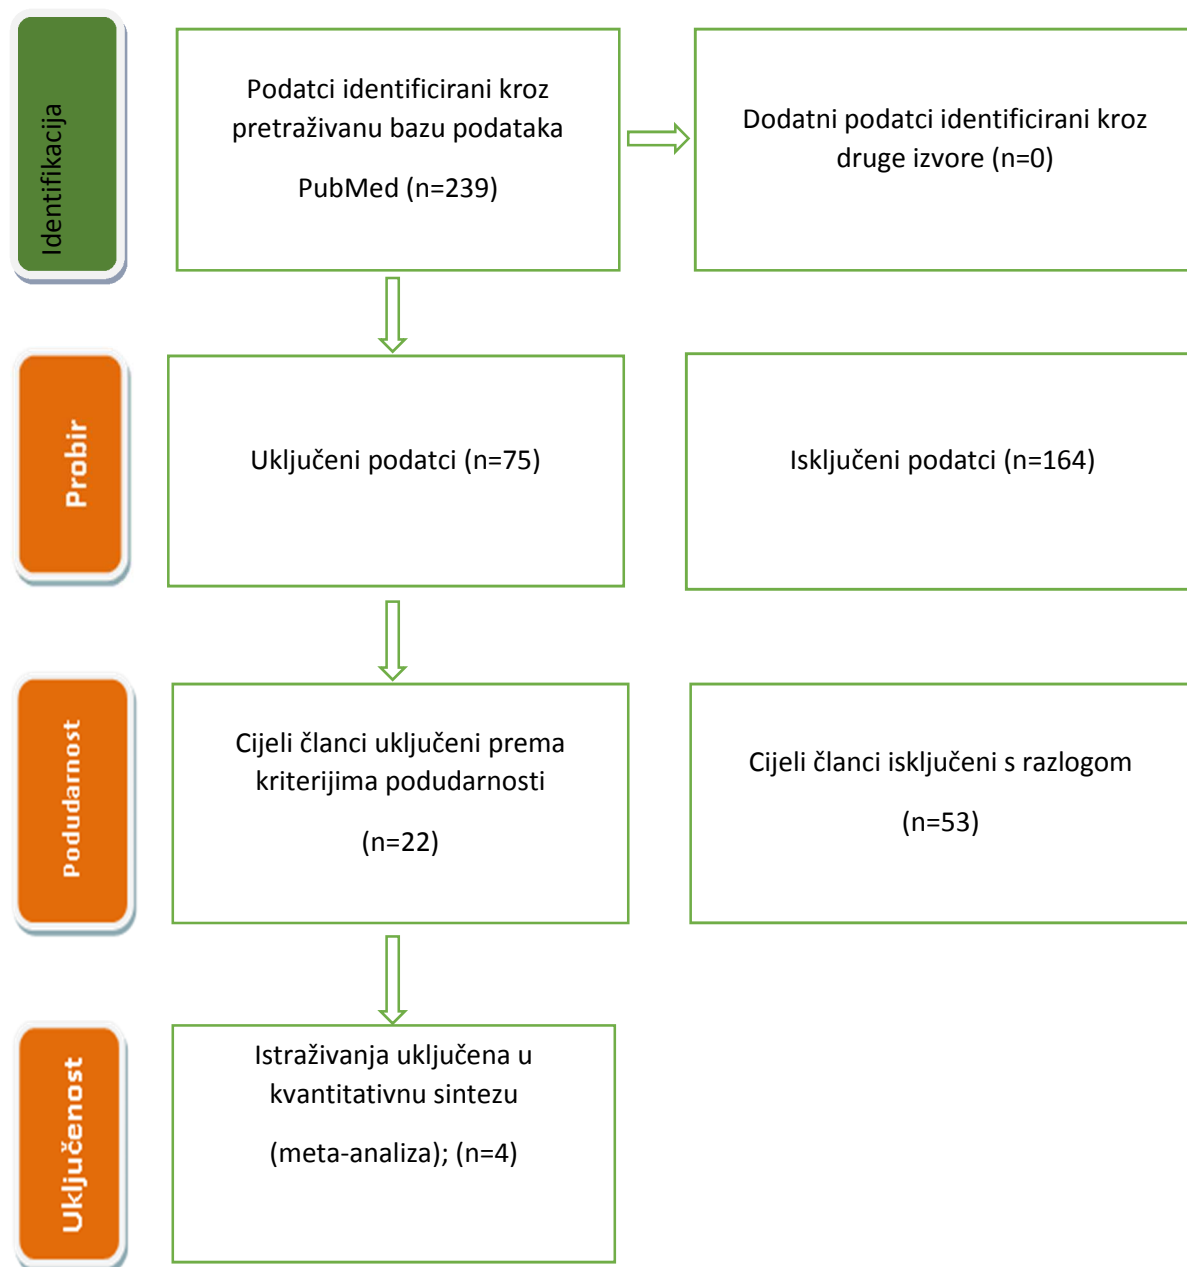 Identifikacija
Podatci identificirani kroz
pretraživanu bazu podataka
PubMed (n=239)
Dodatni podatci identificirani kroz
druge izvore (n=0)
Probir
Uključeni podatci (n=75)
Isključeni podatci (n=164)
Podudarnost
Cijeli članci uključeni prema
kriterijima podudarnosti
(n=22)
Cijeli članci isključeni s razlogom
(n=53)
Uključenost
Istraživanja uključena u
kvantitativnu sintezu
(meta-analiza); (n=4)